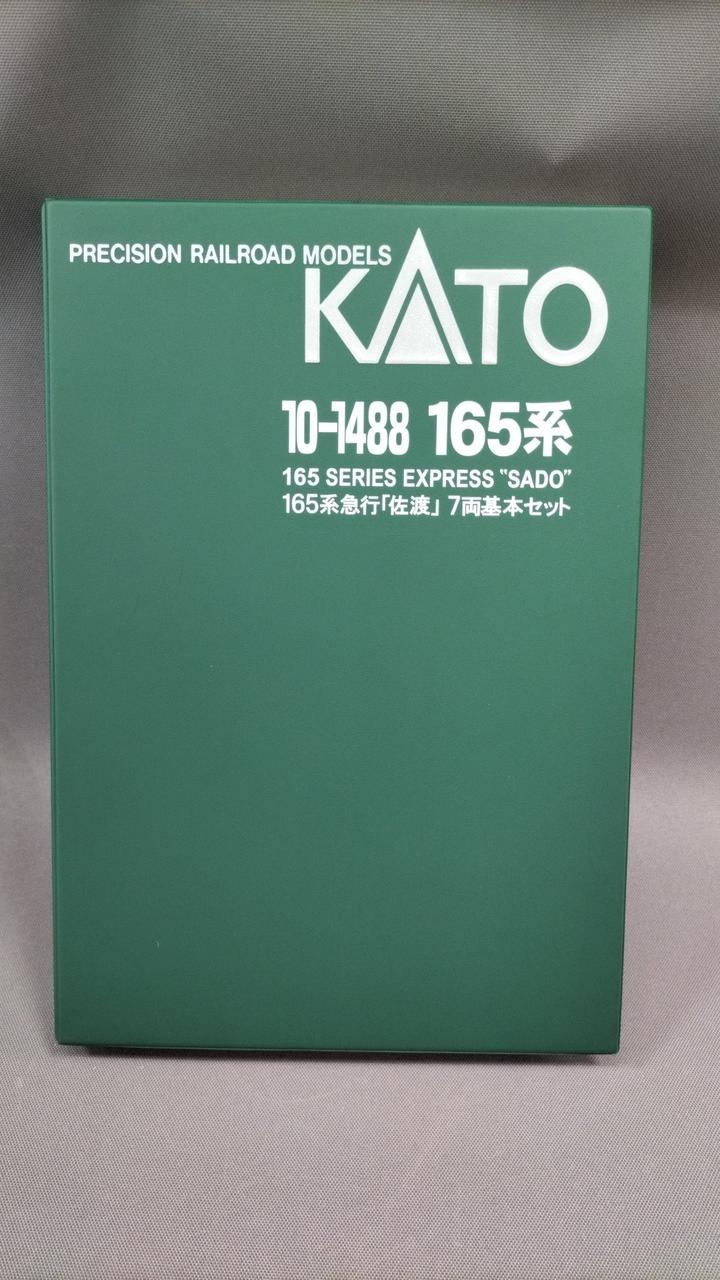 PRECISION RAILROAD MODELS
KATO
10-1488 165系
165 SERIES EXPRESS "SADO"
165系急行「佐渡」 7両基本セット